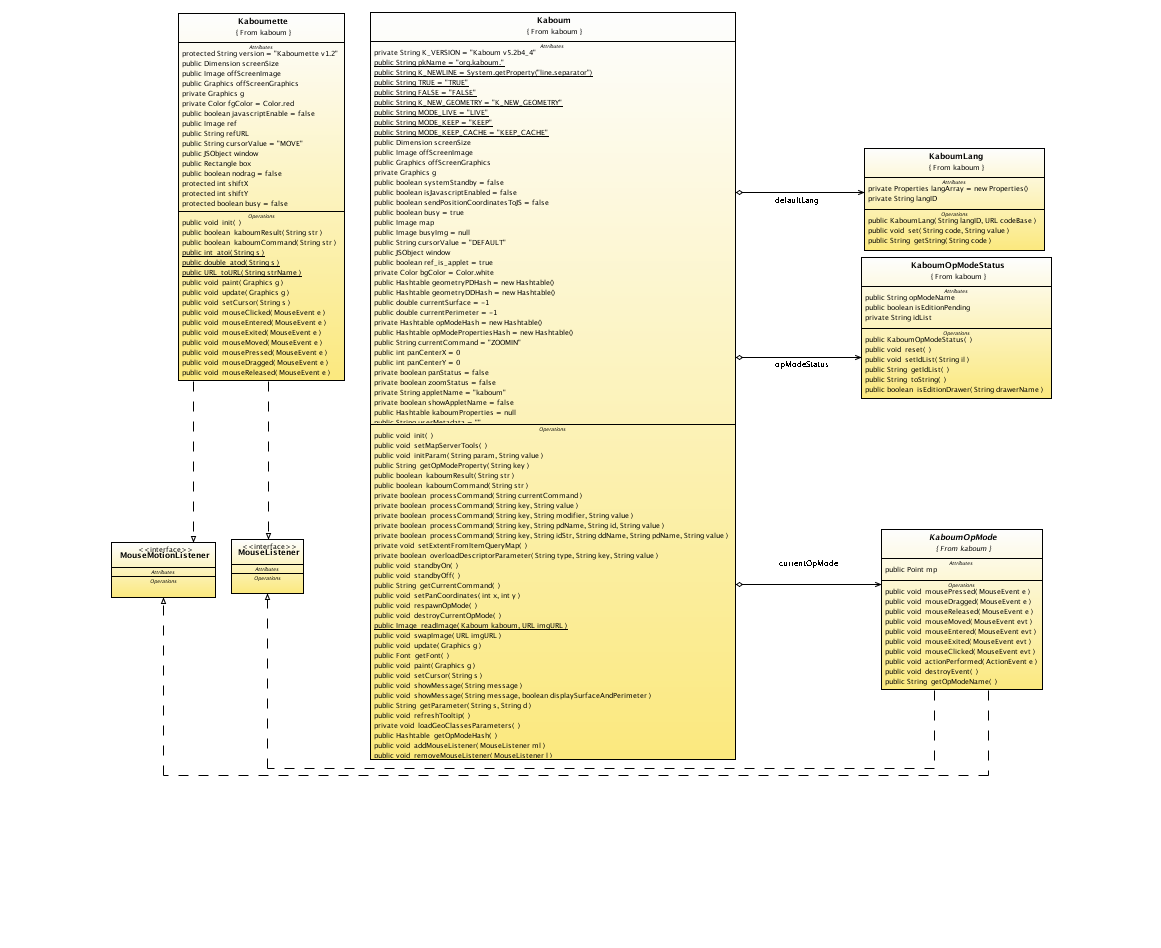 Kaboumette
{ From kaboum }
Attributes
protected String version = "Kaboumette v1.2"
public Dimension screenSize
public Image offScreenImage
public Graphics offScreenGraphics
private Graphics g
private Color fgColor = Color.red
public boolean javascriptEnable = false
public Image ref
public String refURL
public String cursorValue = "MOVE"
public JSObject window
public Rectangle box
public boolean nodrag = false
protected int shiftX
protected int shiftY
protected boolean busy = false
Operations
public void init( )
public boolean kaboumResult( String str )
public boolean kaboumCommand( String str )
public int atoi( String s )
public double atod( String s )
public URL toURL( String strName )
public void paint( Graphics g )
public void update( Graphics g )
public void setCursor( String s )
public void mouseClicked( MouseEvent e )
public void mouseEntered( MouseEvent e )
public void mouseExited( MouseEvent e )
public void mouseMoved( MouseEvent e )
public void mousePressed( MouseEvent e )
public void mouseDragged( MouseEvent e )
public void mouseReleased( MouseEvent e )
Kaboum
{ From kaboum }
Attributes
private String K_VERSION = "Kaboum v5.2b4_4"
public String pkName = "org.kaboum."
public String K_NEWLINE = System.getProperty("line.separator")
public String TRUE = "TRUE"
public String FALSE = "FALSE"
public String K_NEW_GEOMETRY = "K_NEW_GEOMETRY"
public String MODE_LIVE = "LIVE"
public String MODE_KEEP = "KEEP"
public String MODE_KEEP_CACHE = "KEEP_CACHE"
public Dimension screenSize
public Image offScreenImage
public Graphics offScreenGraphics
private Graphics g
public boolean systemStandby = false
public boolean isJavascriptEnabled = false
public boolean sendPositionCoordinatesToJS = false
public boolean busy = true
public Image map
public Image busyImg = null
public String cursorValue = "DEFAULT"
public JSObject window
public boolean ref_is_applet = true
private Color bgColor = Color.white
public Hashtable geometryPDHash = new Hashtable()
public Hashtable geometryDDHash = new Hashtable()
public double currentSurface = -1
public double currentPerimeter = -1
private Hashtable opModeHash = new Hashtable()
public Hashtable opModePropertiesHash = new Hashtable()
public String currentCommand = "ZOOMIN"
public int panCenterX = 0
public int panCenterY = 0
private boolean panStatus = false
private boolean zoomStatus = false
private String appletName = "kaboum"
private boolean showAppletName = false
public Hashtable kaboumProperties = null
public String userMetadata = ""
Operations
public void init( )
public void setMapServerTools( )
public void initParam( String param, String value )
public String getOpModeProperty( String key )
public boolean kaboumResult( String str )
public boolean kaboumCommand( String str )
private boolean processCommand( String currentCommand )
private boolean processCommand( String key, String value )
private boolean processCommand( String key, String modifier, String value )
private boolean processCommand( String key, String pdName, String id, String value )
private boolean processCommand( String key, String idStr, String ddName, String pdName, String value )
private void setExtentFromItemQueryMap( )
private boolean overloadDescriptorParameter( String type, String key, String value )
public void standbyOn( )
public void standbyOff( )
public String getCurrentCommand( )
public void setPanCoordinates( int x, int y )
public void respawnOpMode( )
public void destroyCurrentOpMode( )
public Image readImage( Kaboum kaboum, URL imgURL )
public void swapImage( URL imgURL )
public void update( Graphics g )
public Font getFont( )
public void paint( Graphics g )
public void setCursor( String s )
public void showMessage( String message )
public void showMessage( String message, boolean displaySurfaceAndPerimeter )
public String getParameter( String s, String d )
public void refreshTooltip( )
private void loadGeoClassesParameters( )
public Hashtable getOpModeHash( )
public void addMouseListener( MouseListener ml )
public void removeMouseListener( MouseListener l )
defaultLang
KaboumLang
{ From kaboum }
Attributes
private Properties langArray = new Properties()
private String langID
Operations
public KaboumLang( String langID, URL codeBase )
public void set( String code, String value )
public String getString( String code )
opModeStatus
KaboumOpModeStatus
{ From kaboum }
Attributes
public String opModeName
public boolean isEditionPending
private String idList
Operations
public KaboumOpModeStatus( )
public void reset( )
public void setIdList( String il )
public String getIdList( )
public String toString( )
public boolean isEditionDrawer( String drawerName )
currentOpMode
KaboumOpMode
{ From kaboum }
Attributes
public Point mp
Operations
public void mousePressed( MouseEvent e )
public void mouseDragged( MouseEvent e )
public void mouseReleased( MouseEvent e )
public void mouseMoved( MouseEvent evt )
public void mouseEntered( MouseEvent evt )
public void mouseExited( MouseEvent evt )
public void mouseClicked( MouseEvent evt )
public void actionPerformed( ActionEvent e )
public void destroyEvent( )
public String getOpModeName( )
<<interface>>
MouseMotionListener
Attributes
Operations
<<interface>>
MouseListener
Attributes
Operations